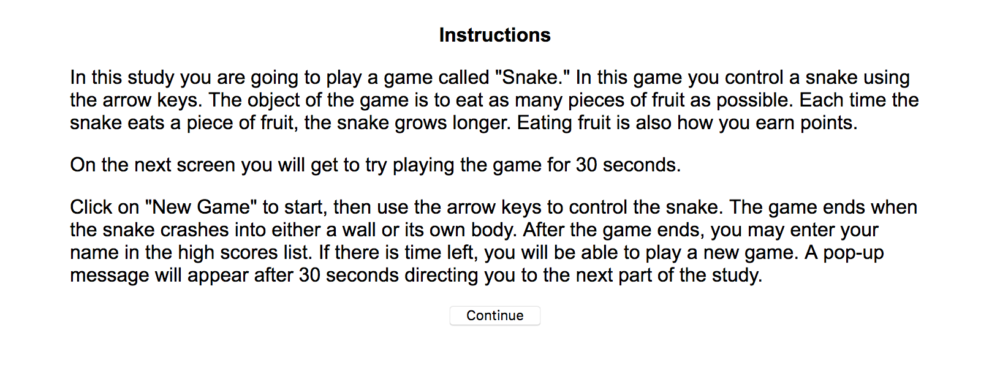 Instructions
In this study you are going to play a game called "Snake." In this game you control a snake using
the arrow keys. The object of the game is to eat as many pieces of fruit as possible. Each time the
snake eats a piece of fruit, the snake grows longer. Eating fruit is also how you earn points.
On the next screen you will get to try playing the game for 30 seconds.
Click on "New Game" to start, then use the arrow keys to control the snake. The game ends when
the snake crashes into either a wall or its own body. After the game ends, you may enter your
name in the high scores list. If there is time left, you will be able to play a new game. A pop-up
message will appear after 30 seconds directing you to the next part of the study.
Continue